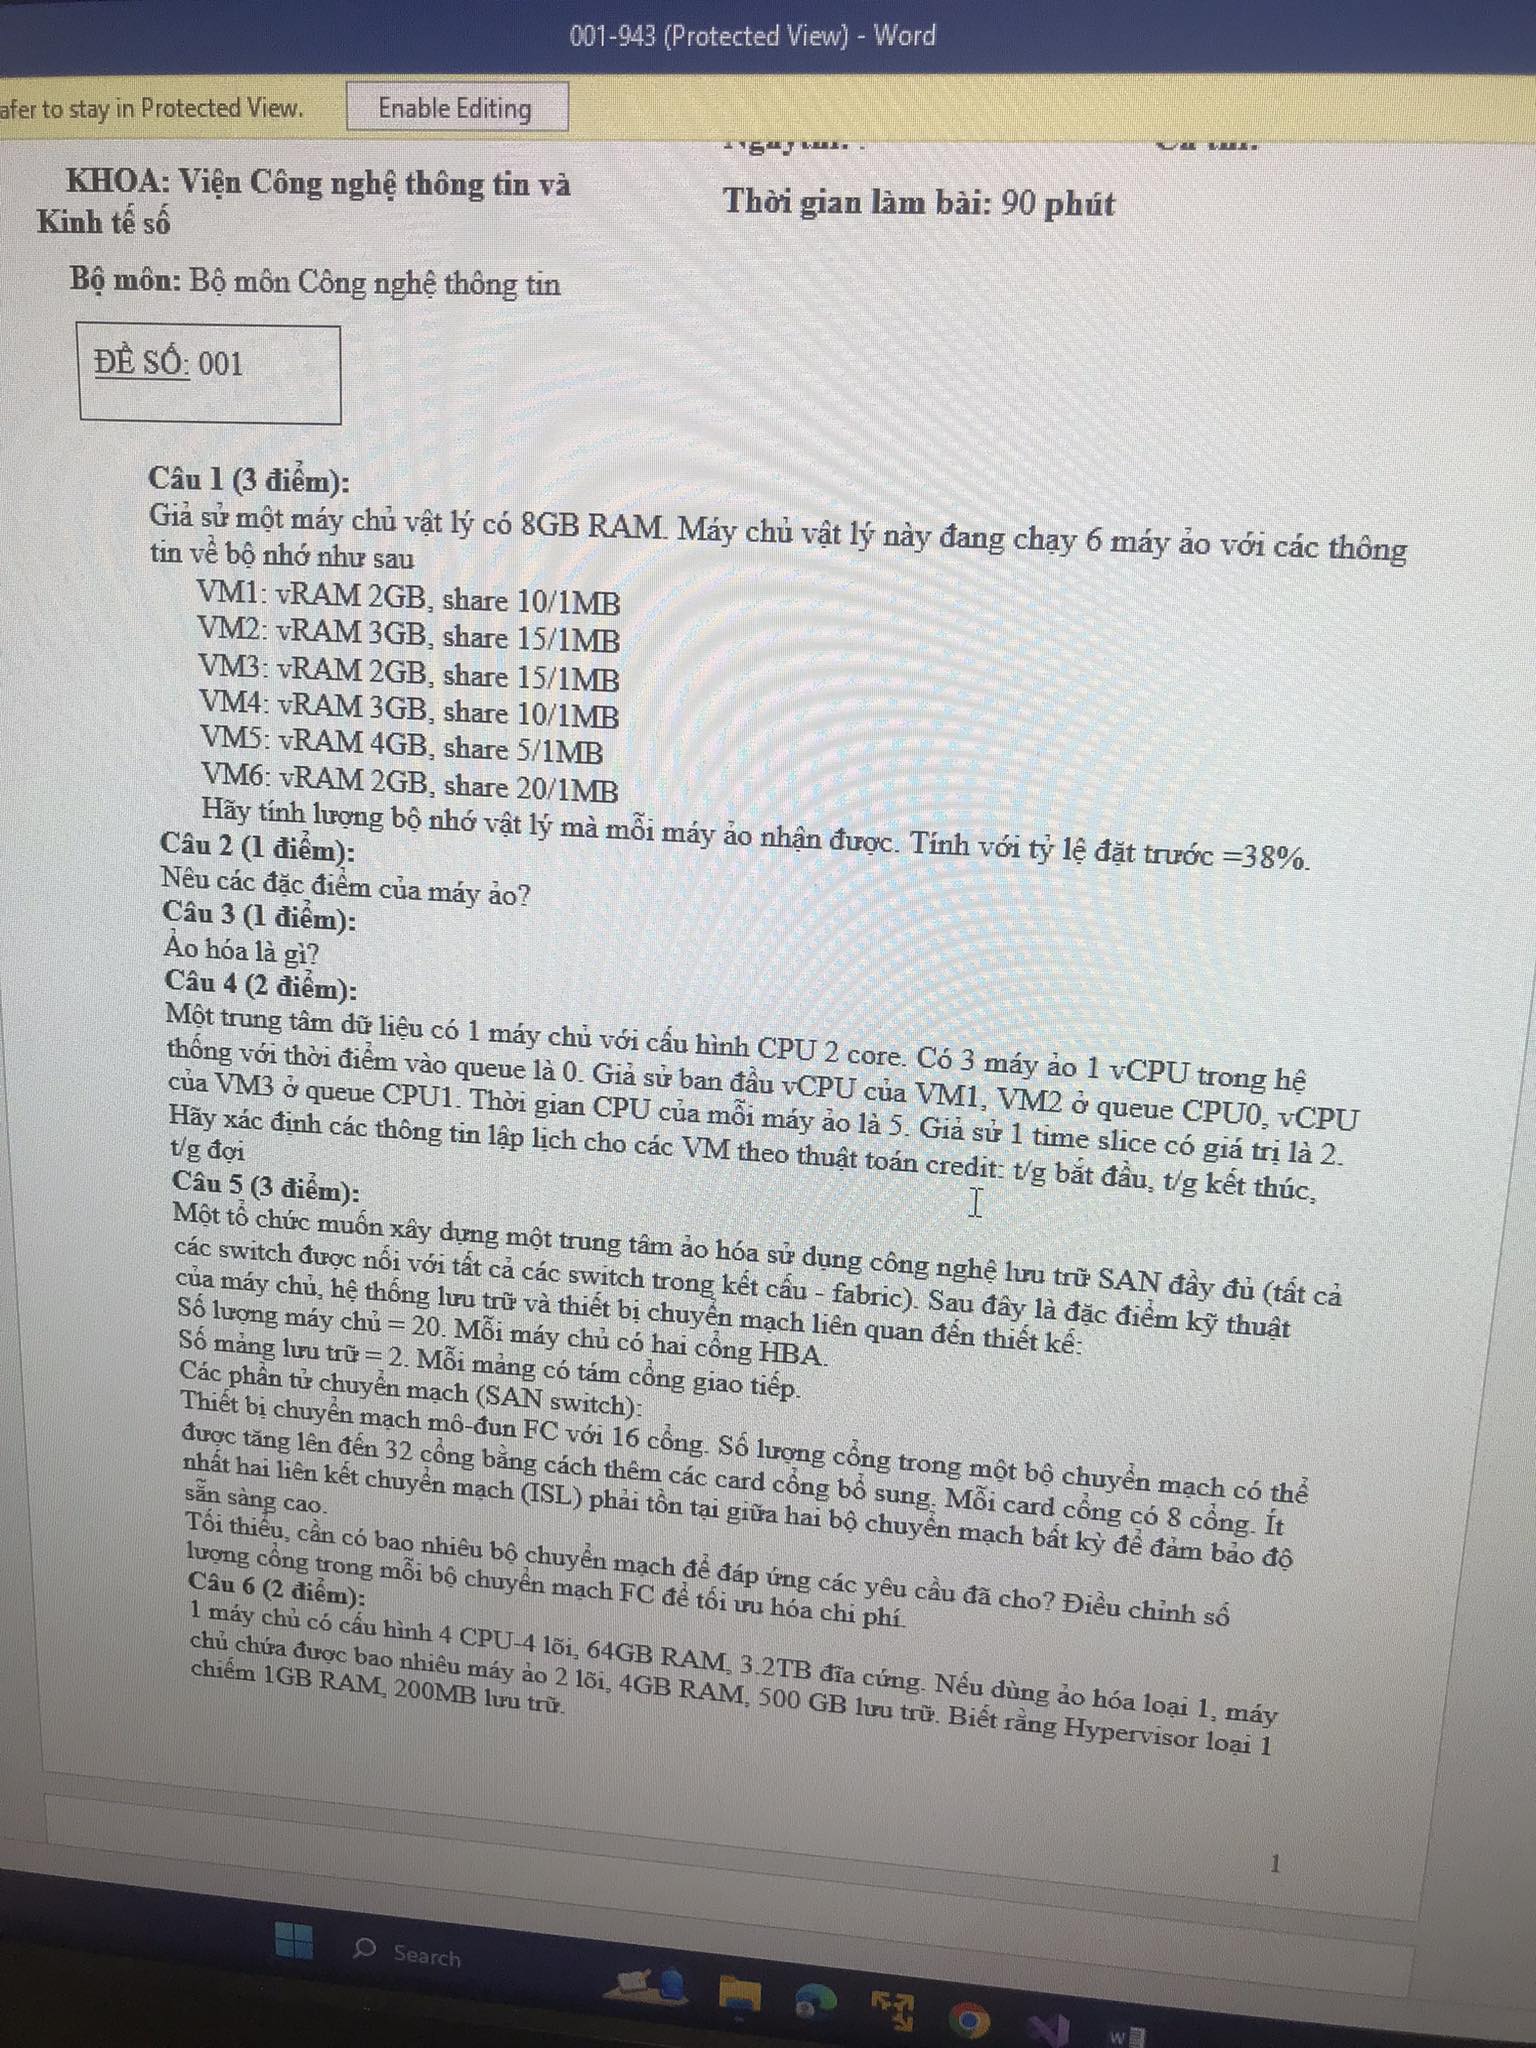 001-943 (Protected View) - Word
afer to stay in Protected View.
Enable Editing
KHOA: Viện Công nghệ thông tin và
Kinh tế số
Thời gian làm bài: 90 phút
Bộ môn: Bộ môn Công nghệ thông tin
ĐỀ SỐ: 001
Câu 1 (3 điểm):
Giả sử một máy chủ vật lý có 8GB RAM. Máy chủ vật lý này đang chạy 6 máy ảo với các thông
tin về bộ nhớ như sau
VM1: vRAM 2GB, share 10/1MB
VM2: vRAM 3GB, share 15/1MB
VM3: vRAM 2GB, share 15/1MB
VM4: vRAM 3GB, share 10/1MB
VM5: vRAM 4GB, share 5/1MB
VM6: vRAM 2GB, share 20/1MB
Hãy tính lượng bộ nhớ vật lý mà mỗi máy ảo nhận được. Tính với tỷ lệ đặt trước =38%.
Câu 2 (1 điểm):
Nêu các đặc điểm của máy ảo?
Câu 3 (1 điểm):
Ảo hóa là gì?
Câu 4 (2 điểm):
Một trung tâm dữ liệu có 1 máy chủ với cấu hình CPU 2 core. Có 3 máy ảo 1 vCPU trong hệ
thống với thời điểm vào queue là 0. Giả sử ban đầu vCPU của VM1, VM2 ở queue CPU0, vCPU
của VM3 ở queue CPU1. Thời gian CPU của mỗi máy ảo là 5. Giả sử 1 time slice có giá trị là 2.
Hãy xác định các thông tin lập lịch cho các VM theo thuật toán credit: t/g bắt đầu, t/g kết thúc,
t/g đợi
Câu 5 (3 điểm):
Một tổ chức muốn xây dựng một trung tâm ảo hóa sử dụng công nghệ lưu trữ SAN đầy đủ (tất cả
các switch được nối với tất cả các switch trong kết cấu - fabric). Sau đây là đặc điểm kỹ thuật
của máy chủ, hệ thống lưu trữ và thiết bị chuyển mạch liên quan đến thiết kế:
Số lượng máy chủ = 20. Mỗi máy chủ có hai cổng HBA.
Số mảng lưu trữ = 2. Mỗi mảng có tám cổng giao tiếp.
Các phần tử chuyển mạch (SAN switch):
Thiết bị chuyển mạch mô-đun FC với 16 cổng. Số lượng cổng trong một bộ chuyển mạch có thể
được tăng lên đến 32 cổng bằng cách thêm các card cổng bổ sung. Mỗi card cổng có 8 cổng. Ít
nhất hai liên kết chuyển mạch (ISL) phải tồn tại giữa hai bộ chuyển mạch bất kỳ để đảm bảo độ
sẵn sàng cao.
Tối thiểu, cần có bao nhiêu bộ chuyển mạch để đáp ứng các yêu cầu đã cho? Điều chỉnh số
lượng cổng trong mỗi bộ chuyển mạch FC để tối ưu hóa chi phí.
Câu 6 (2 điểm):
1 máy chủ có cấu hình 4 CPU-4 lõi, 64GB RAM, 3.2TB đĩa cứng. Nếu dùng ảo hóa loại 1, máy
chủ chứa được bao nhiêu máy ảo 2 lõi, 4GB RAM, 500 GB lưu trữ. Biết rằng Hypervisor loại 1
chiếm 1GB RAM, 200MB lưu trữ.
1
Search